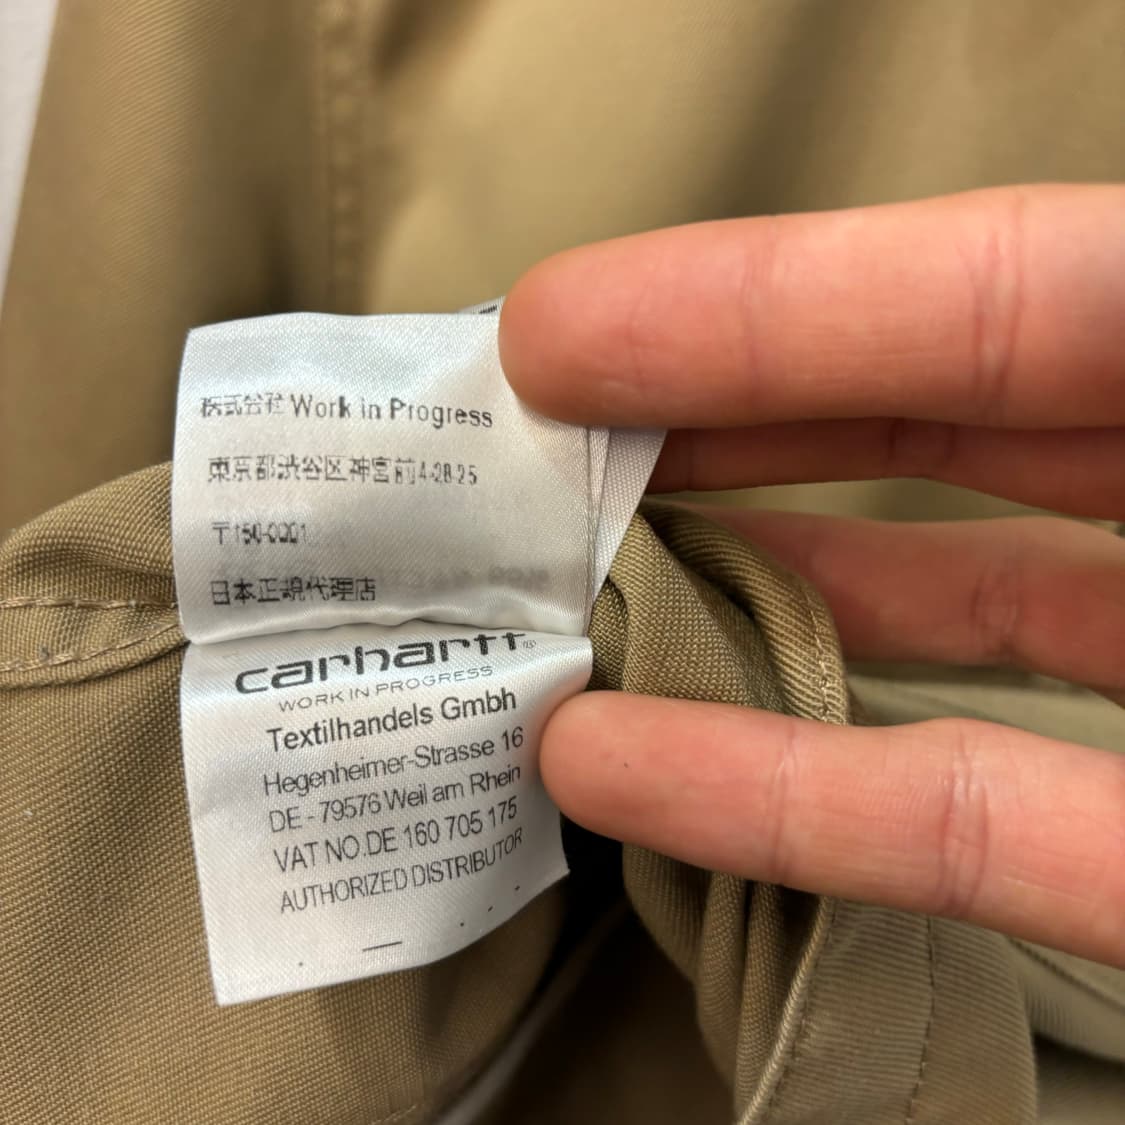 株式会社 Work in Progress
東京都渋谷区神宮前4-28-25
〒150-0001
日本正規代理店
carhartt®
WORK IN PROGRESS
Textilhandels Gmbh
Hegenheimer-Strasse 16
DE - 79576 Weil am Rhein
VAT NO.DE 160 705 175
AUTHORIZED DISTRIBUTOR